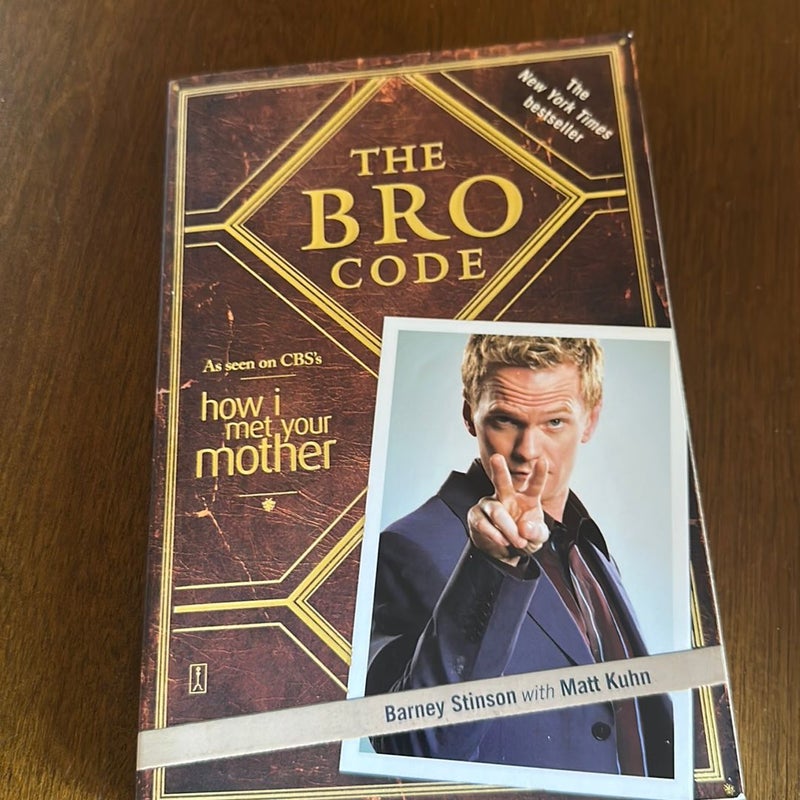 The
New York Times
bestseller
THE
BRO
CODE
As seen on CBS's
how i
met your
mother
Barney Stinson with Matt Kuhn